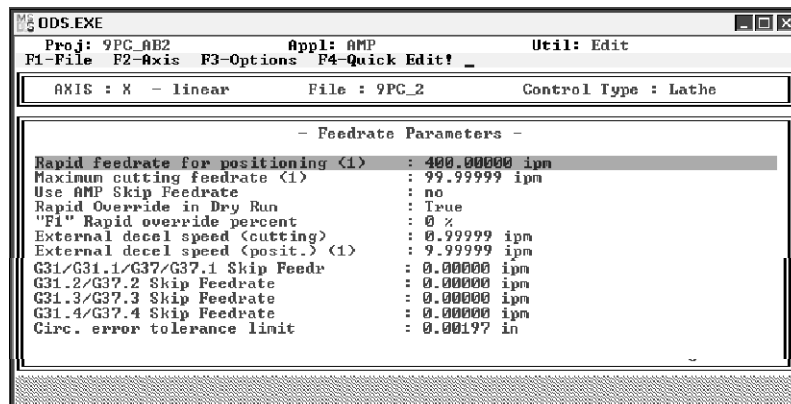 MS ODS.EXE
Proj: 9PC_AB2 Appl: AMP Util: Edit
F1-File F2-Axis F3-Options F4-Quick Edit! _
AXIS : X - linear File : 9PC_2 Control Type : Lathe
- Feedrate Parameters -
Rapid feedrate for positioning (1) : 400.00000 ipm
Maximum cutting feedrate (1) : 99.99999 ipm
Use AMP Skip Feedrate : no
Rapid Override in Dry Run : True
"F1" Rapid override percent : 0 %
External decel speed (cutting) : 0.99999 ipm
External decel speed (posit.) (1) : 9.99999 ipm
G31/G31.1/G37/G37.1 Skip Feedr : 0.00000 ipm
G31.2/G37.2 Skip Feedrate : 0.00000 ipm
G31.3/G37.3 Skip Feedrate : 0.00000 ipm
G31.4/G37.4 Skip Feedrate : 0.00000 ipm
Circ. error tolerance limit : 0.00197 in